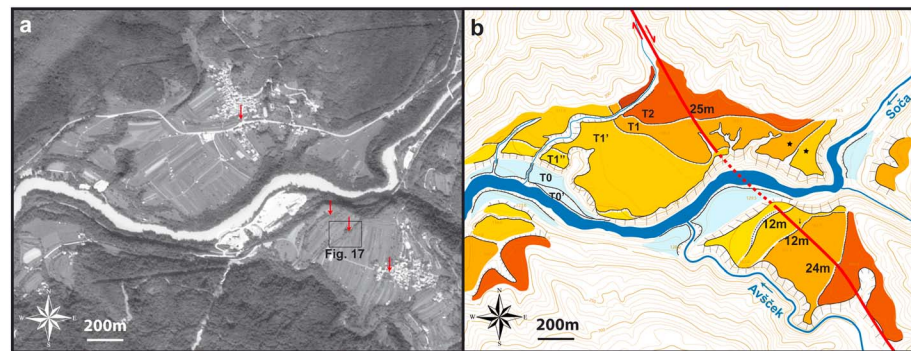 a
Fig. 17
N
W E
S
200m
b
Soča
25m
T2
T1
T1'
T1"
T0
T0'
12m
12m
24m
Avšček
N
W E
S
200m